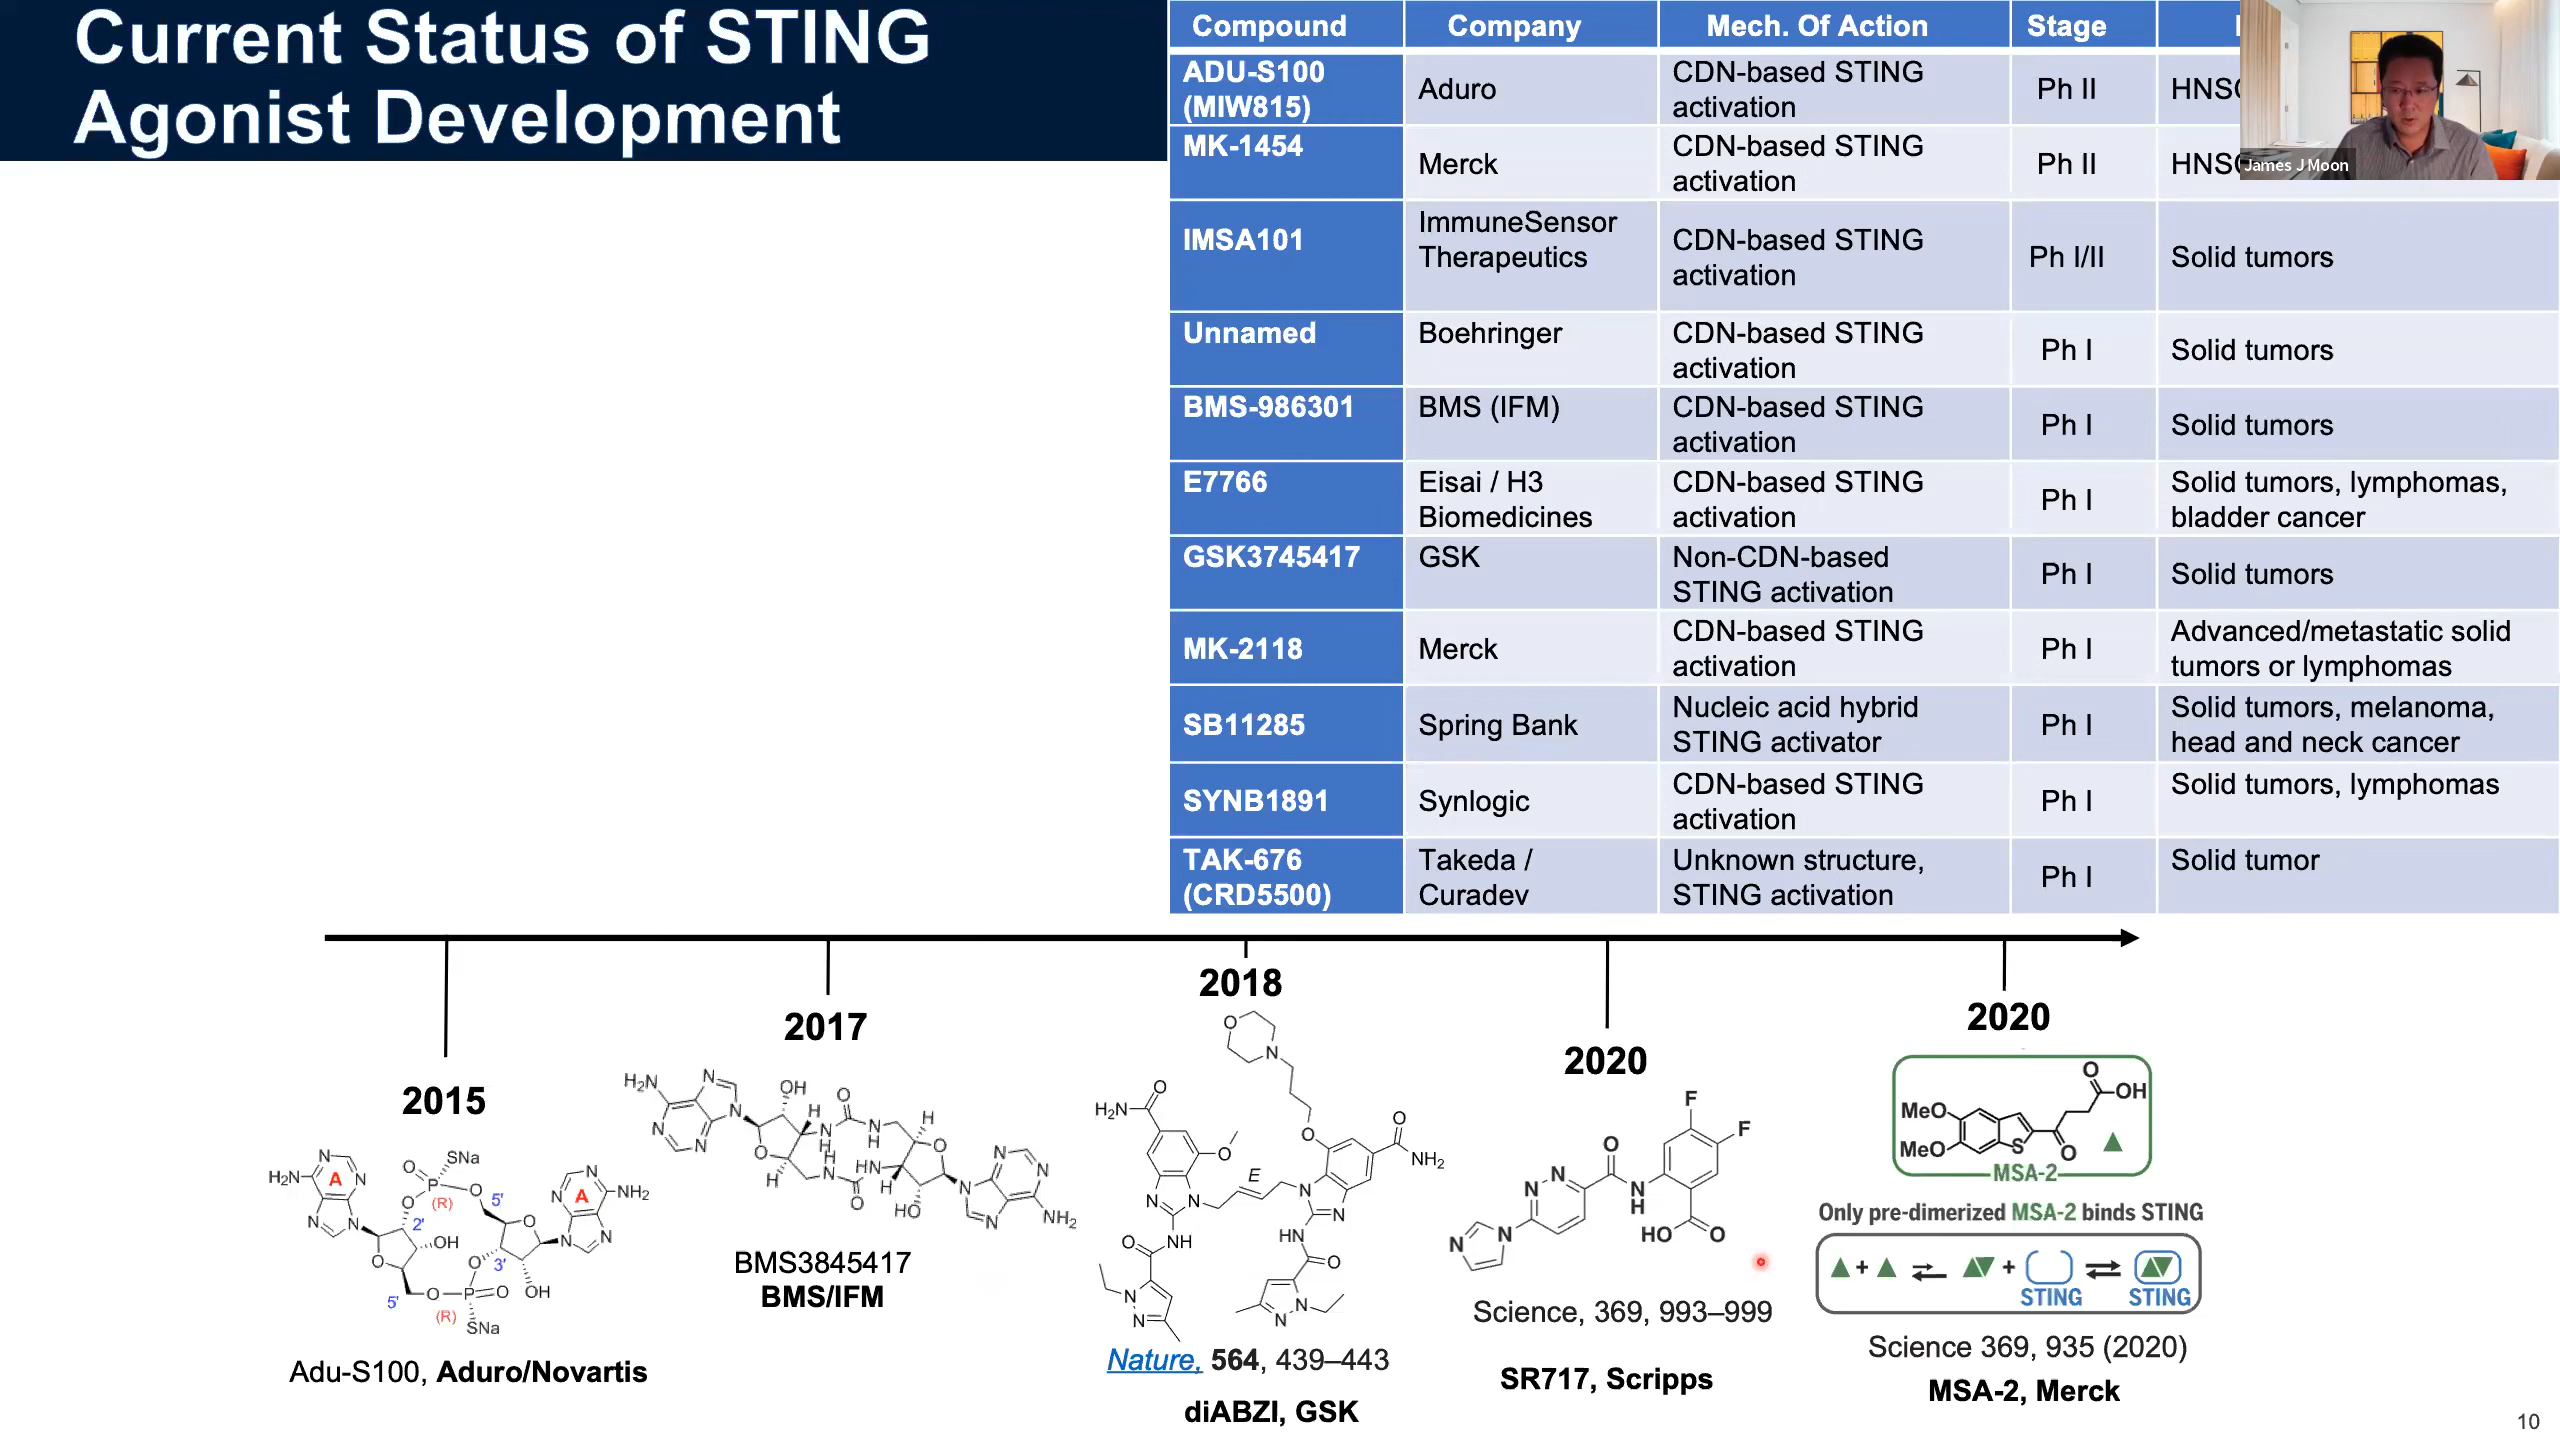 Current Status of STING
Agonist Development
Compound Company Mech. Of Action Stage
ADU-S100
(MIW815)
Aduro
CDN-based STING
activation
Ph II
MK-1454
Merck
CDN-based STING
activation
Ph II
IMSA101
ImmuneSensor
Therapeutics
CDN-based STING
activation
Ph I/II
Solid tumors
Unnamed
Boehringer
CDN-based STING
activation
Ph I
Solid tumors
BMS-986301
BMS (IFM)
CDN-based STING
activation
Ph I
Solid tumors
E7766
Eisai / H3
Biomedicines
CDN-based STING
activation
Ph I
Solid tumors, lymphomas,
bladder cancer
GSK3745417
GSK
Non-CDN-based
STING activation
Ph I
Solid tumors
MK-2118
Merck
CDN-based STING
activation
Ph I
Advanced/metastatic solid
tumors or lymphomas
SB11285
Spring Bank
Nucleic acid hybrid
STING activator
Ph I
Solid tumors, melanoma,
head and neck cancer
SYNB1891
Synlogic
CDN-based STING
activation
Ph I
Solid tumors, lymphomas
TAK-676
(CRD5500)
Takeda /
Curadev
Unknown structure,
STING activation
Ph I
Solid tumor
James J Moon
2015
Adu-S100, Aduro/Novartis
2017
BMS3845417
BMS/IFM
2018
Nature, 564, 439–443
diABZI, GSK
2020
Science, 369, 993–999
SR717, Scripps
2020
MeO
MeO
S
O
O
OH
MSA-2
Only pre-dimerized MSA-2 binds STING
STING STING
Science 369, 935 (2020)
MSA-2, Merck
10